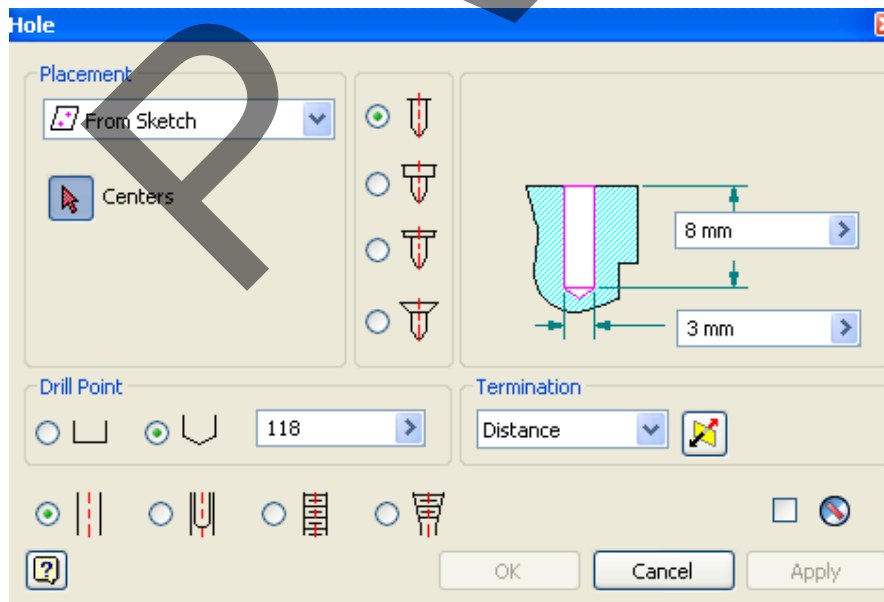 Hole
Placement
From Sketch
Centers
8 mm
3 mm
Drill Point
118
Termination
Distance
OK
Cancel
Apply